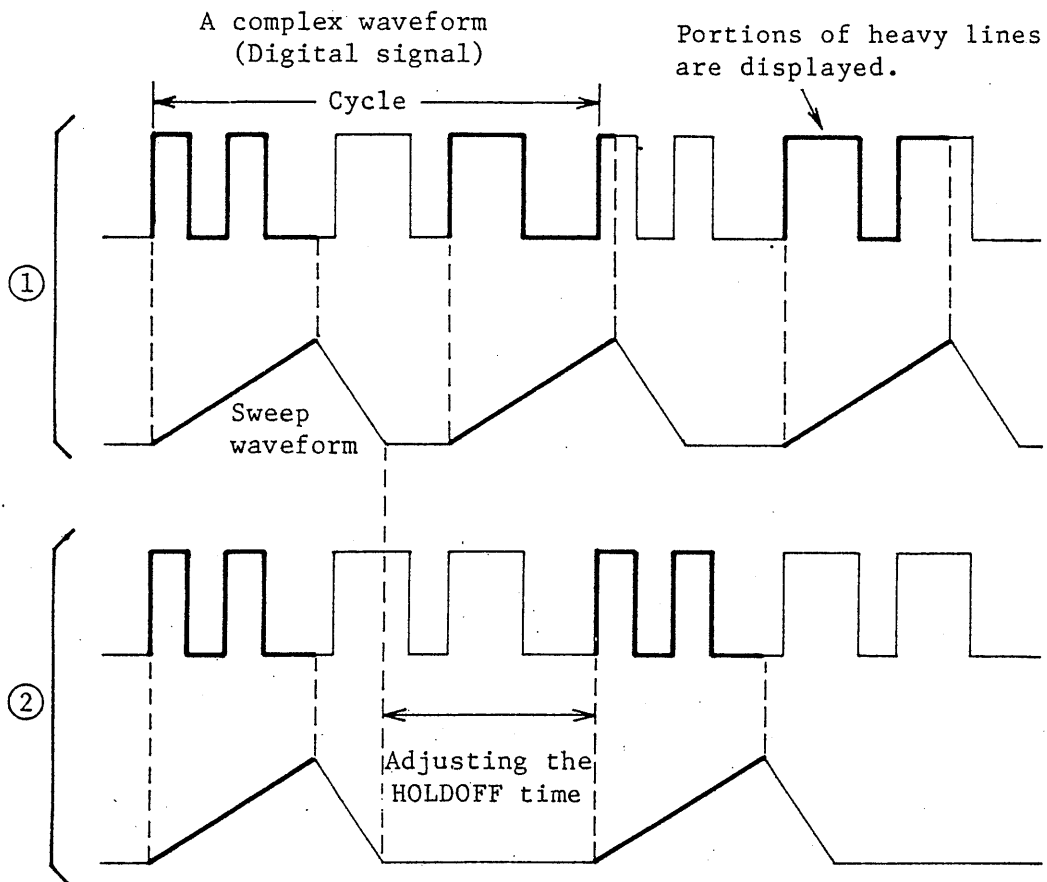 A complex waveform
(Digital signal)
Portions of heavy lines
are displayed.
Cycle
①
Sweep
waveform
②
Adjusting the
HOLDOFF time